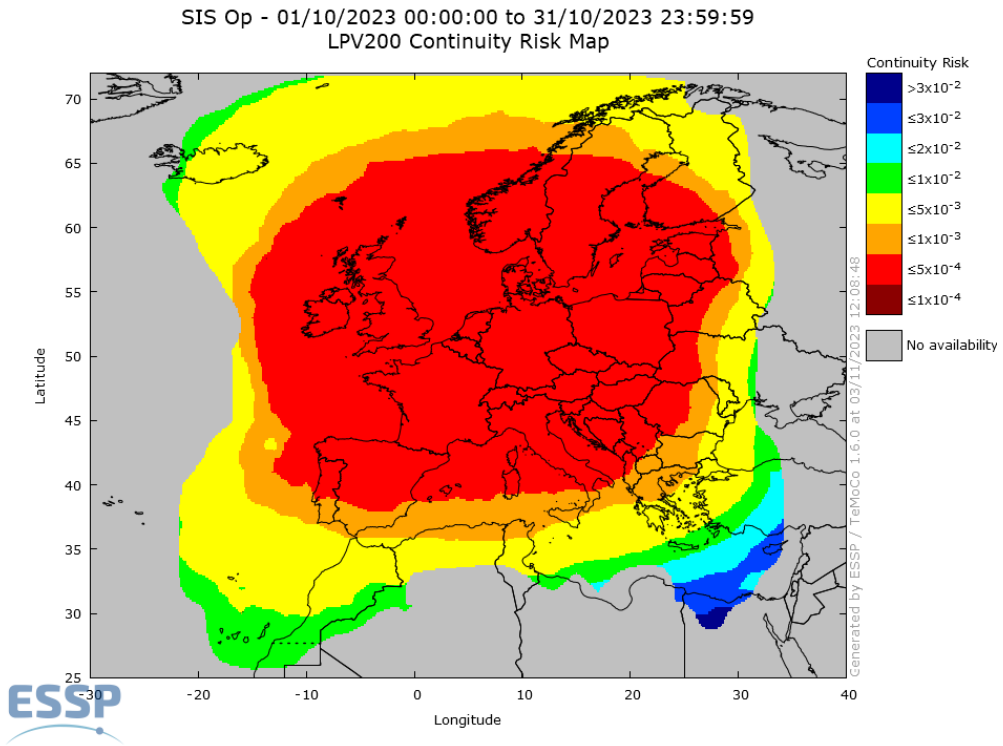 SIS Op - 01/10/2023 00:00:00 to 31/10/2023 23:59:59
LPV200 Continuity Risk Map
Continuity Risk
>3x10⁻²
≤3x10⁻²
≤2x10⁻²
≤1x10⁻²
≤5x10⁻³
≤1x10⁻³
≤5x10⁻⁴
≤1x10⁻⁴
No availability
Generated by ESSP / TeMoCo 1.6.0 at 03/11/2023 12:08:48
Latitude
70
65
60
55
50
45
40
35
30
25
-30 -20 -10 0 10 20 30 40
Longitude
ESSP